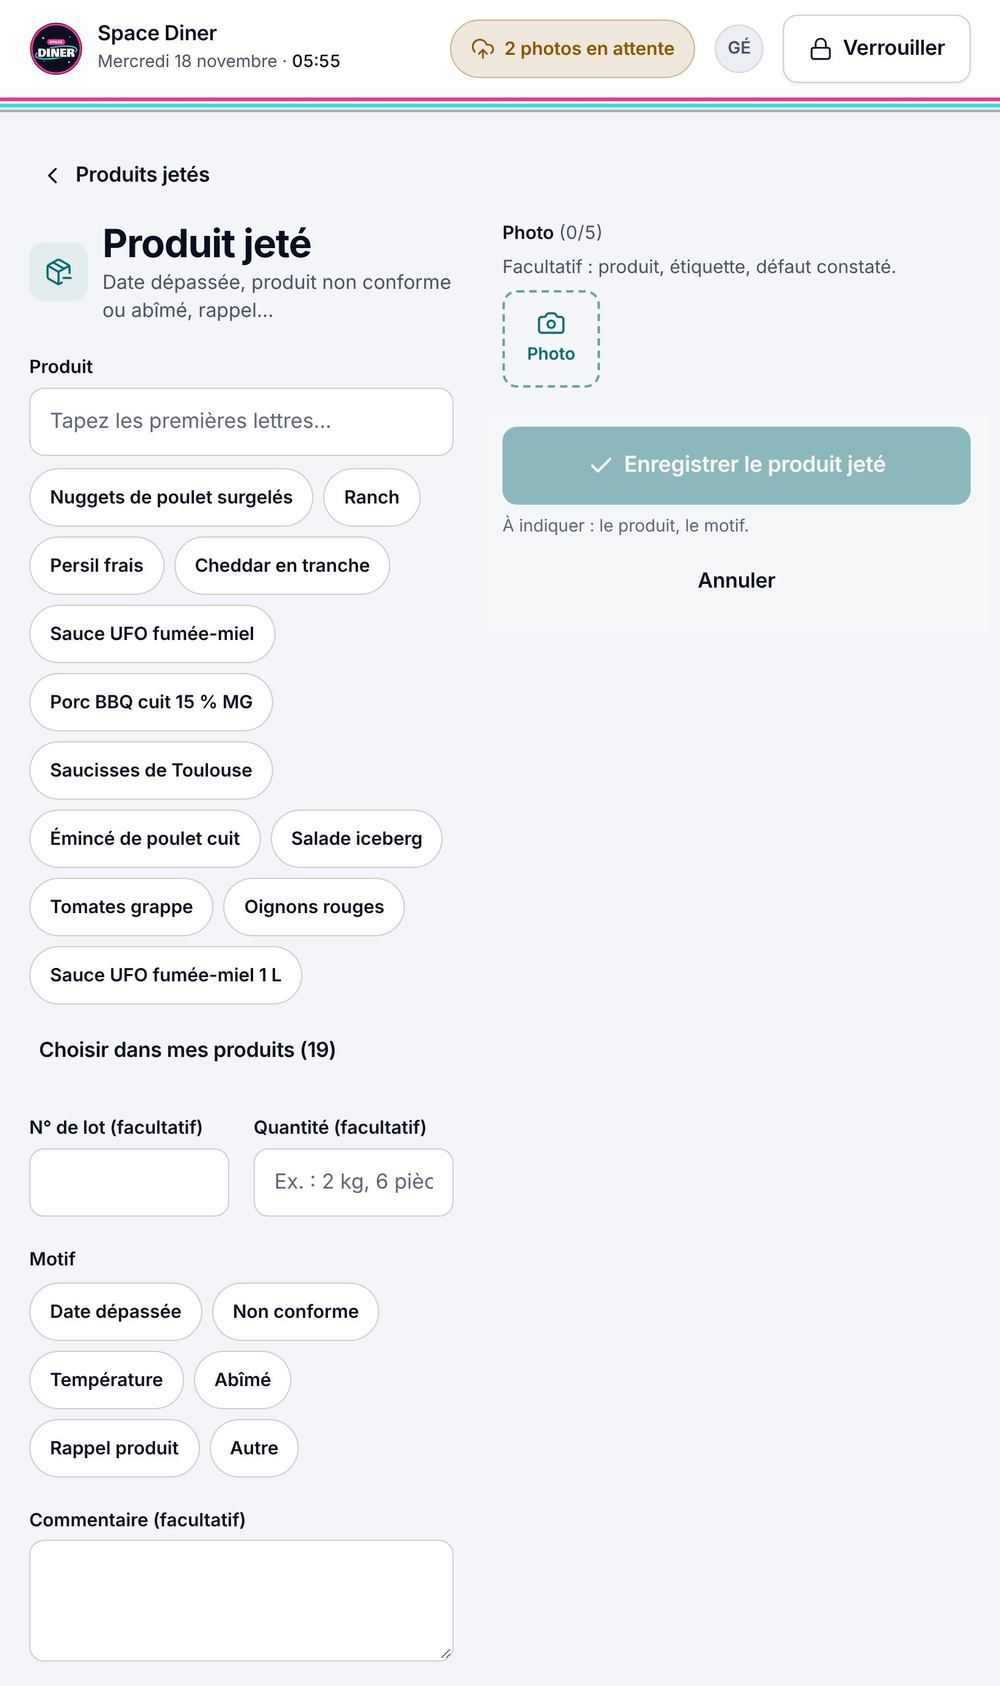 SPACE
DINER
Space Diner
Mercredi 18 novembre · 05:55
2 photos en attente
GÉ
Verrouiller
Produits jetés
Produit jeté
Date dépassée, produit non conforme
ou abîmé, rappel…
Produit
Tapez les premières lettres…
Nuggets de poulet surgelés
Ranch
Persil frais
Cheddar en tranche
Sauce UFO fumée-miel
Porc BBQ cuit 15 % MG
Saucisses de Toulouse
Émincé de poulet cuit
Salade iceberg
Tomates grappe
Oignons rouges
Sauce UFO fumée-miel 1 L
Choisir dans mes produits (19)
N° de lot (facultatif)
Quantité (facultatif)
Ex. : 2 kg, 6 pièc
Motif
Date dépassée
Non conforme
Température
Abîmé
Rappel produit
Autre
Commentaire (facultatif)
Photo (0/5)
Facultatif : produit, étiquette, défaut constaté.
Photo
Enregistrer le produit jeté
À indiquer : le produit, le motif.
Annuler